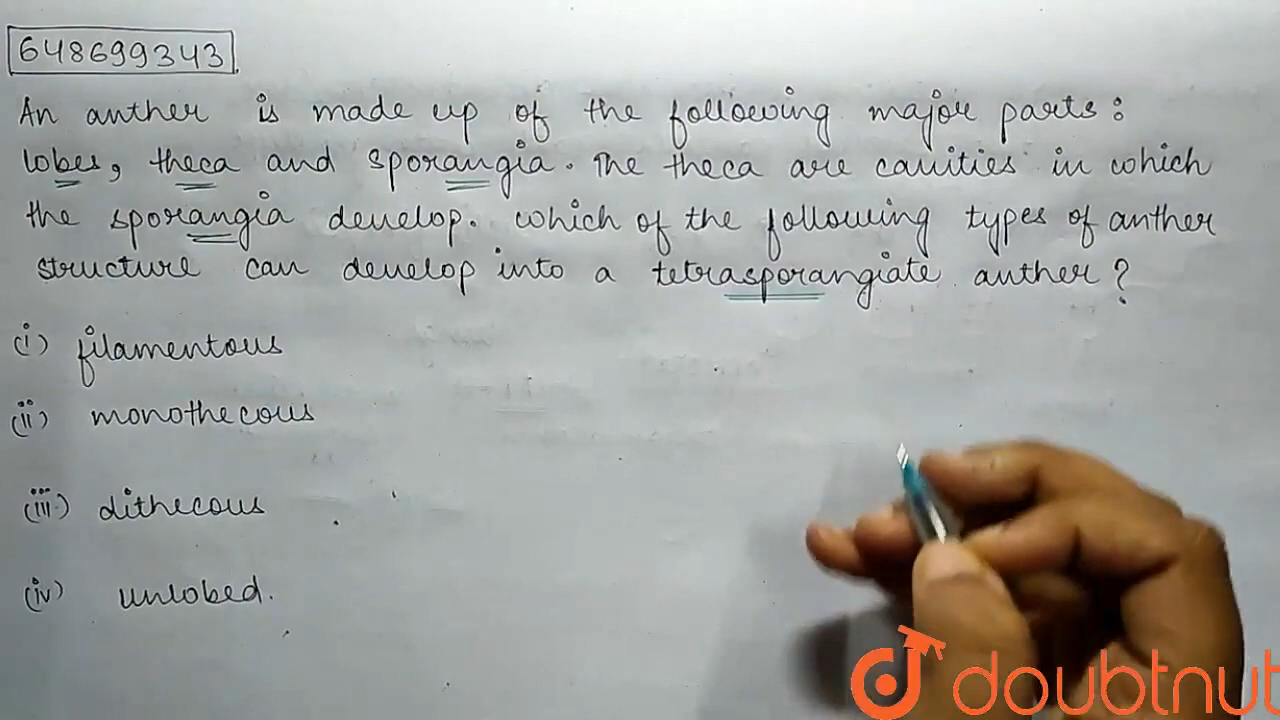 648699343
An anther is made up of the following major parts:
lobes, theca and sporangia. The theca are cavities in which
the sporangia develop. Which of the following types of anther
structure can develop into a tetrasporangiate anther?
(i) filamentous
(ii) monothecous
(iii) dithecous
(iv) unlobed.
doubtnut